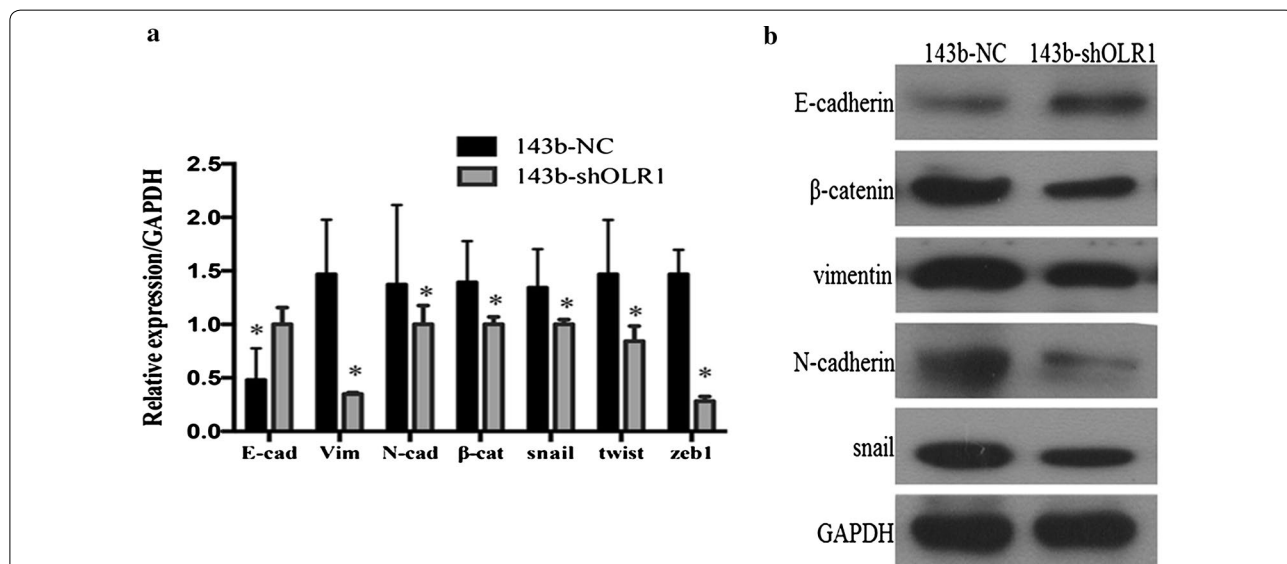 a
143b-NC
143b-shOLR1
Relative expression/GAPDH
2.5
2.0
1.5
1.0
0.5
0.0
*
*
*
*
*
*
*
E-cad Vim N-cad β-cat snail twist zeb1
b
143b-NC 143b-shOLR1
E-cadherin
β-catenin
vimentin
N-cadherin
snail
GAPDH